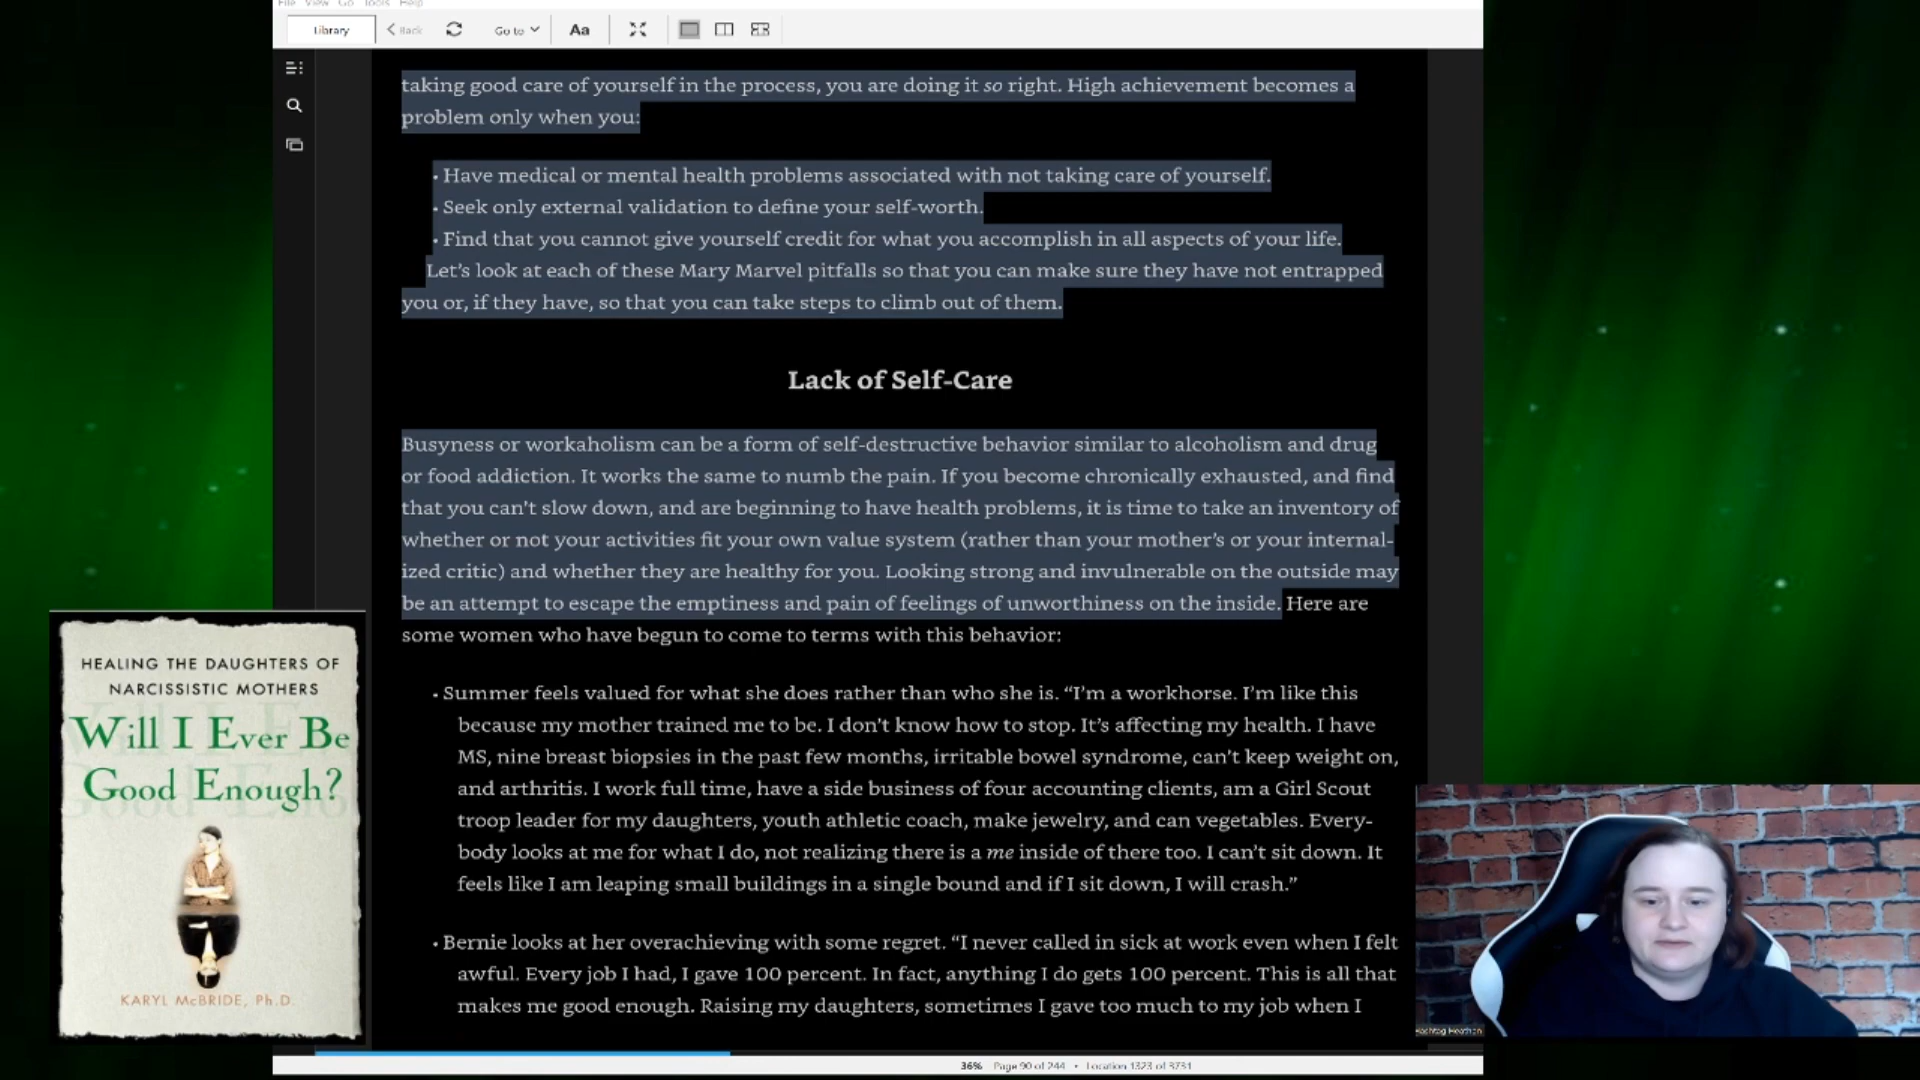 File View Go Tools Help
Library Back Go to Aa
taking good care of yourself in the process, you are doing it so right. High achievement becomes a
problem only when you:
• Have medical or mental health problems associated with not taking care of yourself.
• Seek only external validation to define your self-worth.
• Find that you cannot give yourself credit for what you accomplish in all aspects of your life.
Let’s look at each of these Mary Marvel pitfalls so that you can make sure they have not entrapped
you or, if they have, so that you can take steps to climb out of them.
Lack of Self-Care
Busyness or workaholism can be a form of self-destructive behavior similar to alcoholism and drug
or food addiction. It works the same to numb the pain. If you become chronically exhausted, and find
that you can’t slow down, and are beginning to have health problems, it is time to take an inventory of
whether or not your activities fit your own value system (rather than your mother’s or your internal-
ized critic) and whether they are healthy for you. Looking strong and invulnerable on the outside may
be an attempt to escape the emptiness and pain of feelings of unworthiness on the inside. Here are
some women who have begun to come to terms with this behavior:
• Summer feels valued for what she does rather than who she is. “I’m a workhorse. I’m like this
because my mother trained me to be. I don’t know how to stop. It’s affecting my health. I have
MS, nine breast biopsies in the past few months, irritable bowel syndrome, can’t keep weight on,
and arthritis. I work full time, have a side business of four accounting clients, am a Girl Scout
troop leader for my daughters, youth athletic coach, make jewelry, and can vegetables. Every-
body looks at me for what I do, not realizing there is a me inside of there too. I can’t sit down. It
feels like I am leaping small buildings in a single bound and if I sit down, I will crash.”
• Bernie looks at her overachieving with some regret. “I never called in sick at work even when I felt
awful. Every job I had, I gave 100 percent. In fact, anything I do gets 100 percent. This is all that
makes me good enough. Raising my daughters, sometimes I gave too much to my job when I
36% Page 90 of 244 • Location 1323 of 3731
HEALING THE DAUGHTERS OF
NARCISSISTIC MOTHERS
Will I Ever Be
Good Enough?
KARYL McBRIDE, Ph.D.
Hashtag Heathen